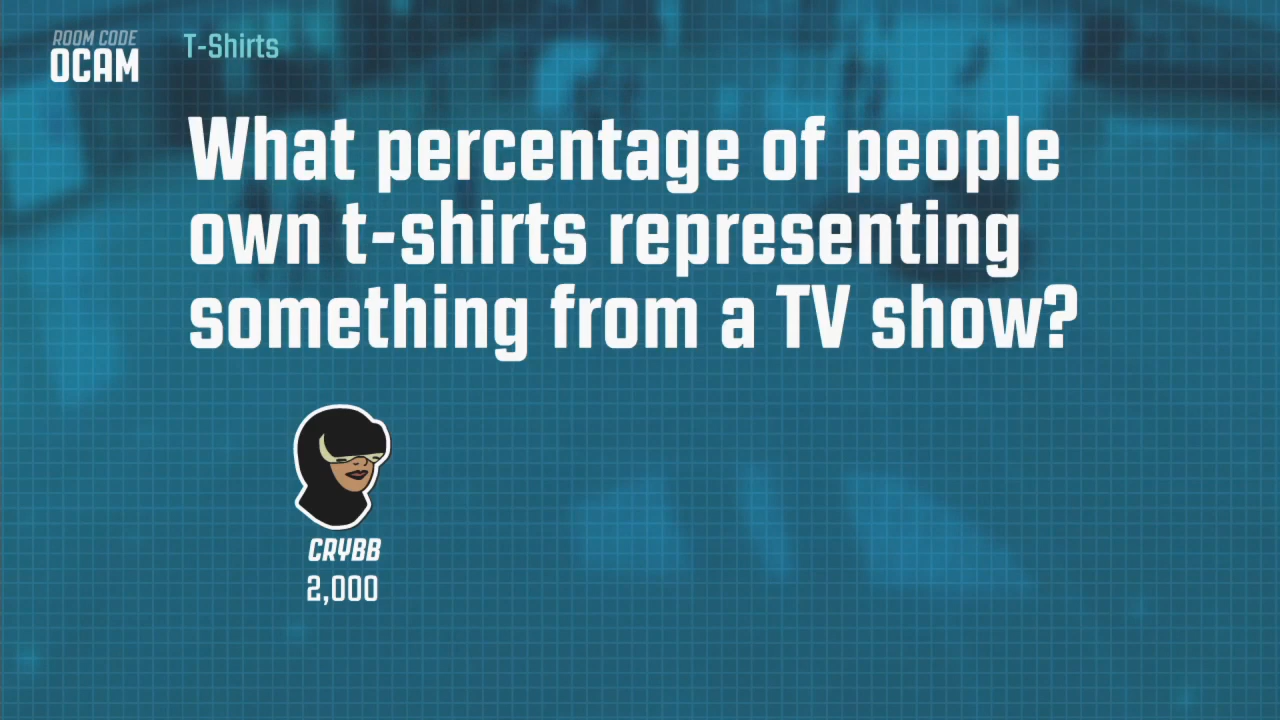 ROOM CODE
OCAM
T-Shirts
What percentage of people
own t-shirts representing
something from a TV show?
CRYBB
2,000